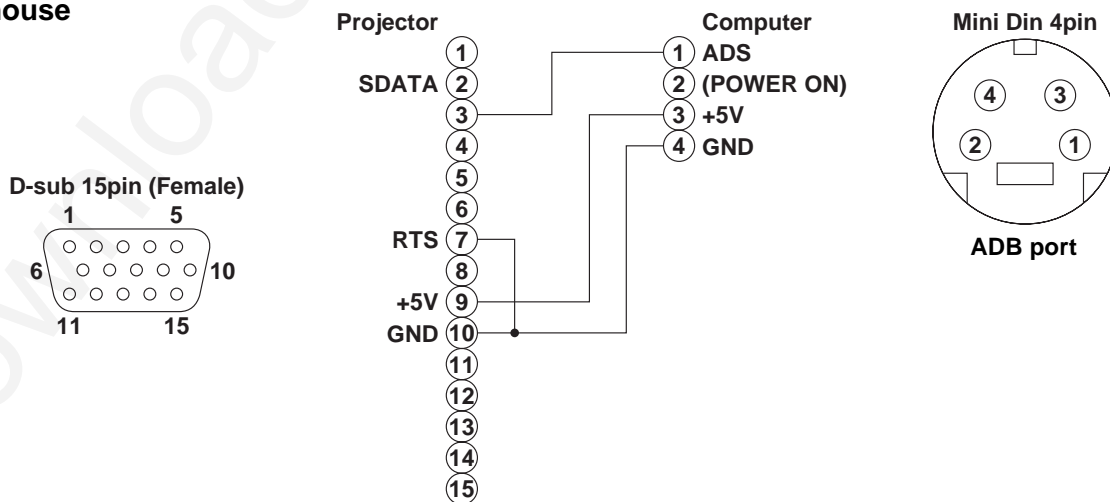 Projector
1
SDATA 2
3
4
5
6
RTS 7
8
+5V 9
GND 10
11
12
13
14
15
Computer
1 ADS
2 (POWER ON)
3 +5V
4 GND
Mini Din 4pin
4 3
2 1
ADB port
D-sub 15pin (Female)
1 5
6 10
11 15